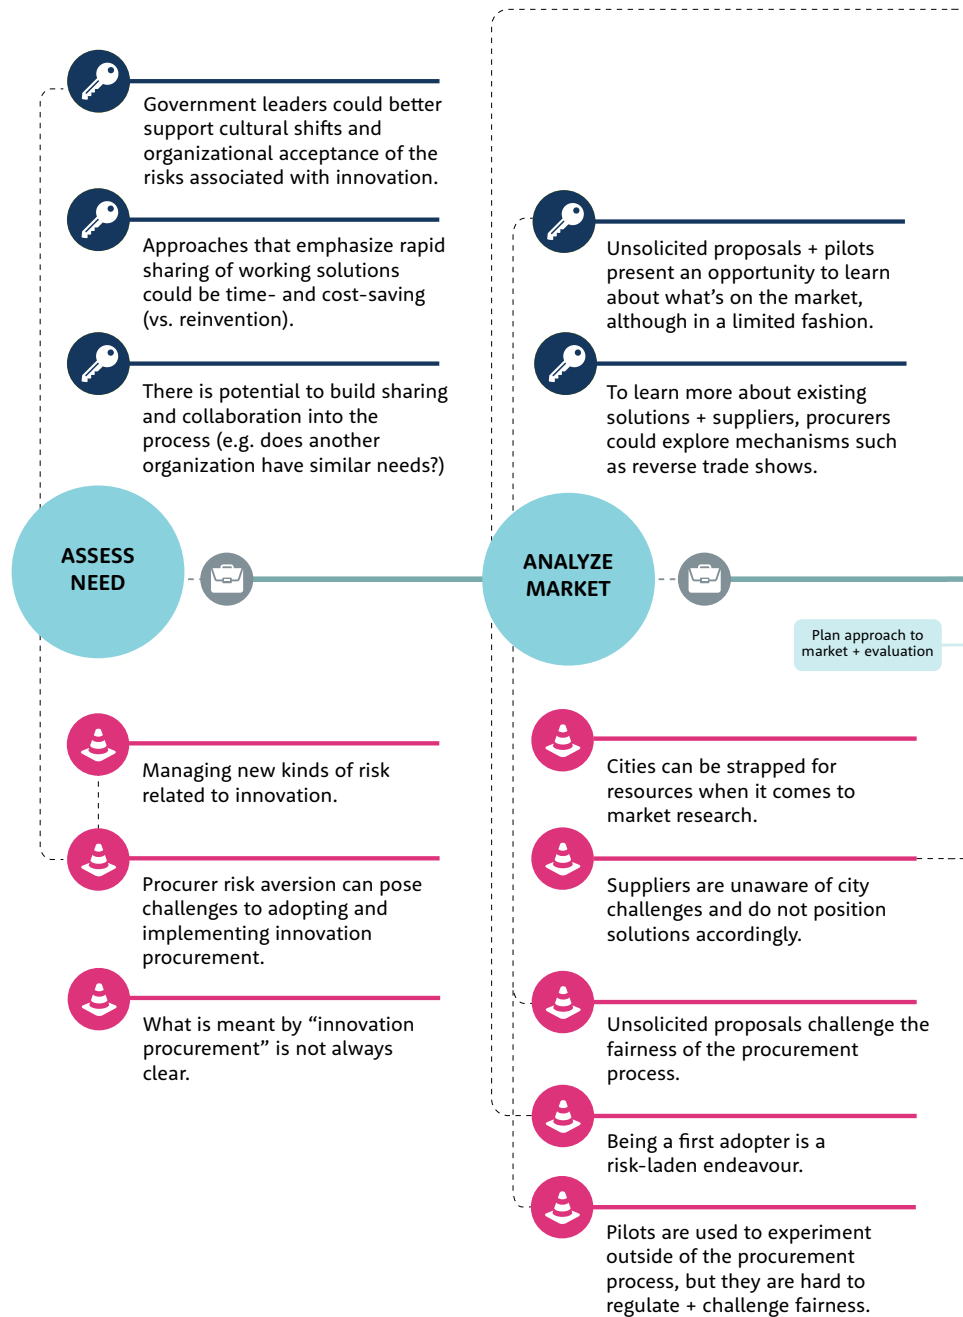 Government leaders could better
support cultural shifts and
organizational acceptance of the
risks associated with innovation.
Approaches that emphasize rapid
sharing of working solutions
could be time- and cost-saving
(vs. reinvention).
There is potential to build sharing
and collaboration into the
process (e.g. does another
organization have similar needs?)
ASSESS
NEED
Managing new kinds of risk
related to innovation.
Procurer risk aversion can pose
challenges to adopting and
implementing innovation
procurement.
What is meant by “innovation
procurement” is not always
clear.
Unsolicited proposals + pilots
present an opportunity to learn
about what’s on the market,
although in a limited fashion.
To learn more about existing
solutions + suppliers, procurers
could explore mechanisms such
as reverse trade shows.
ANALYZE
MARKET
Plan approach to
market + evaluation
Cities can be strapped for
resources when it comes to
market research.
Suppliers are unaware of city
challenges and do not position
solutions accordingly.
Unsolicited proposals challenge the
fairness of the procurement
process.
Being a first adopter is a
risk-laden endeavour.
Pilots are used to experiment
outside of the procurement
process, but they are hard to
regulate + challenge fairness.